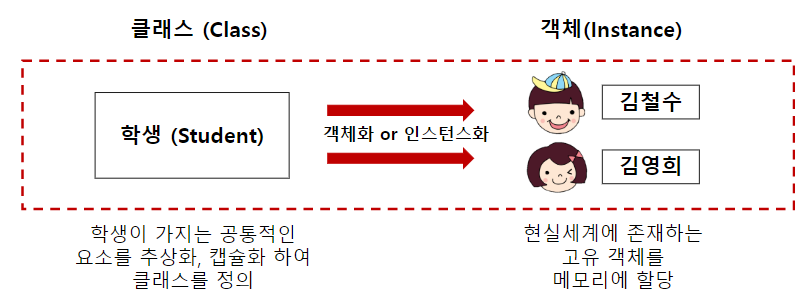 클래스 (Class)
객체(Instance)
학생 (Student)
객체화 or 인스턴스화
김철수
김영희
학생이 가지는 공통적인
요소를 추상화, 캡슐화 하여
클래스를 정의
현실세계에 존재하는
고유 객체를
메모리에 할당